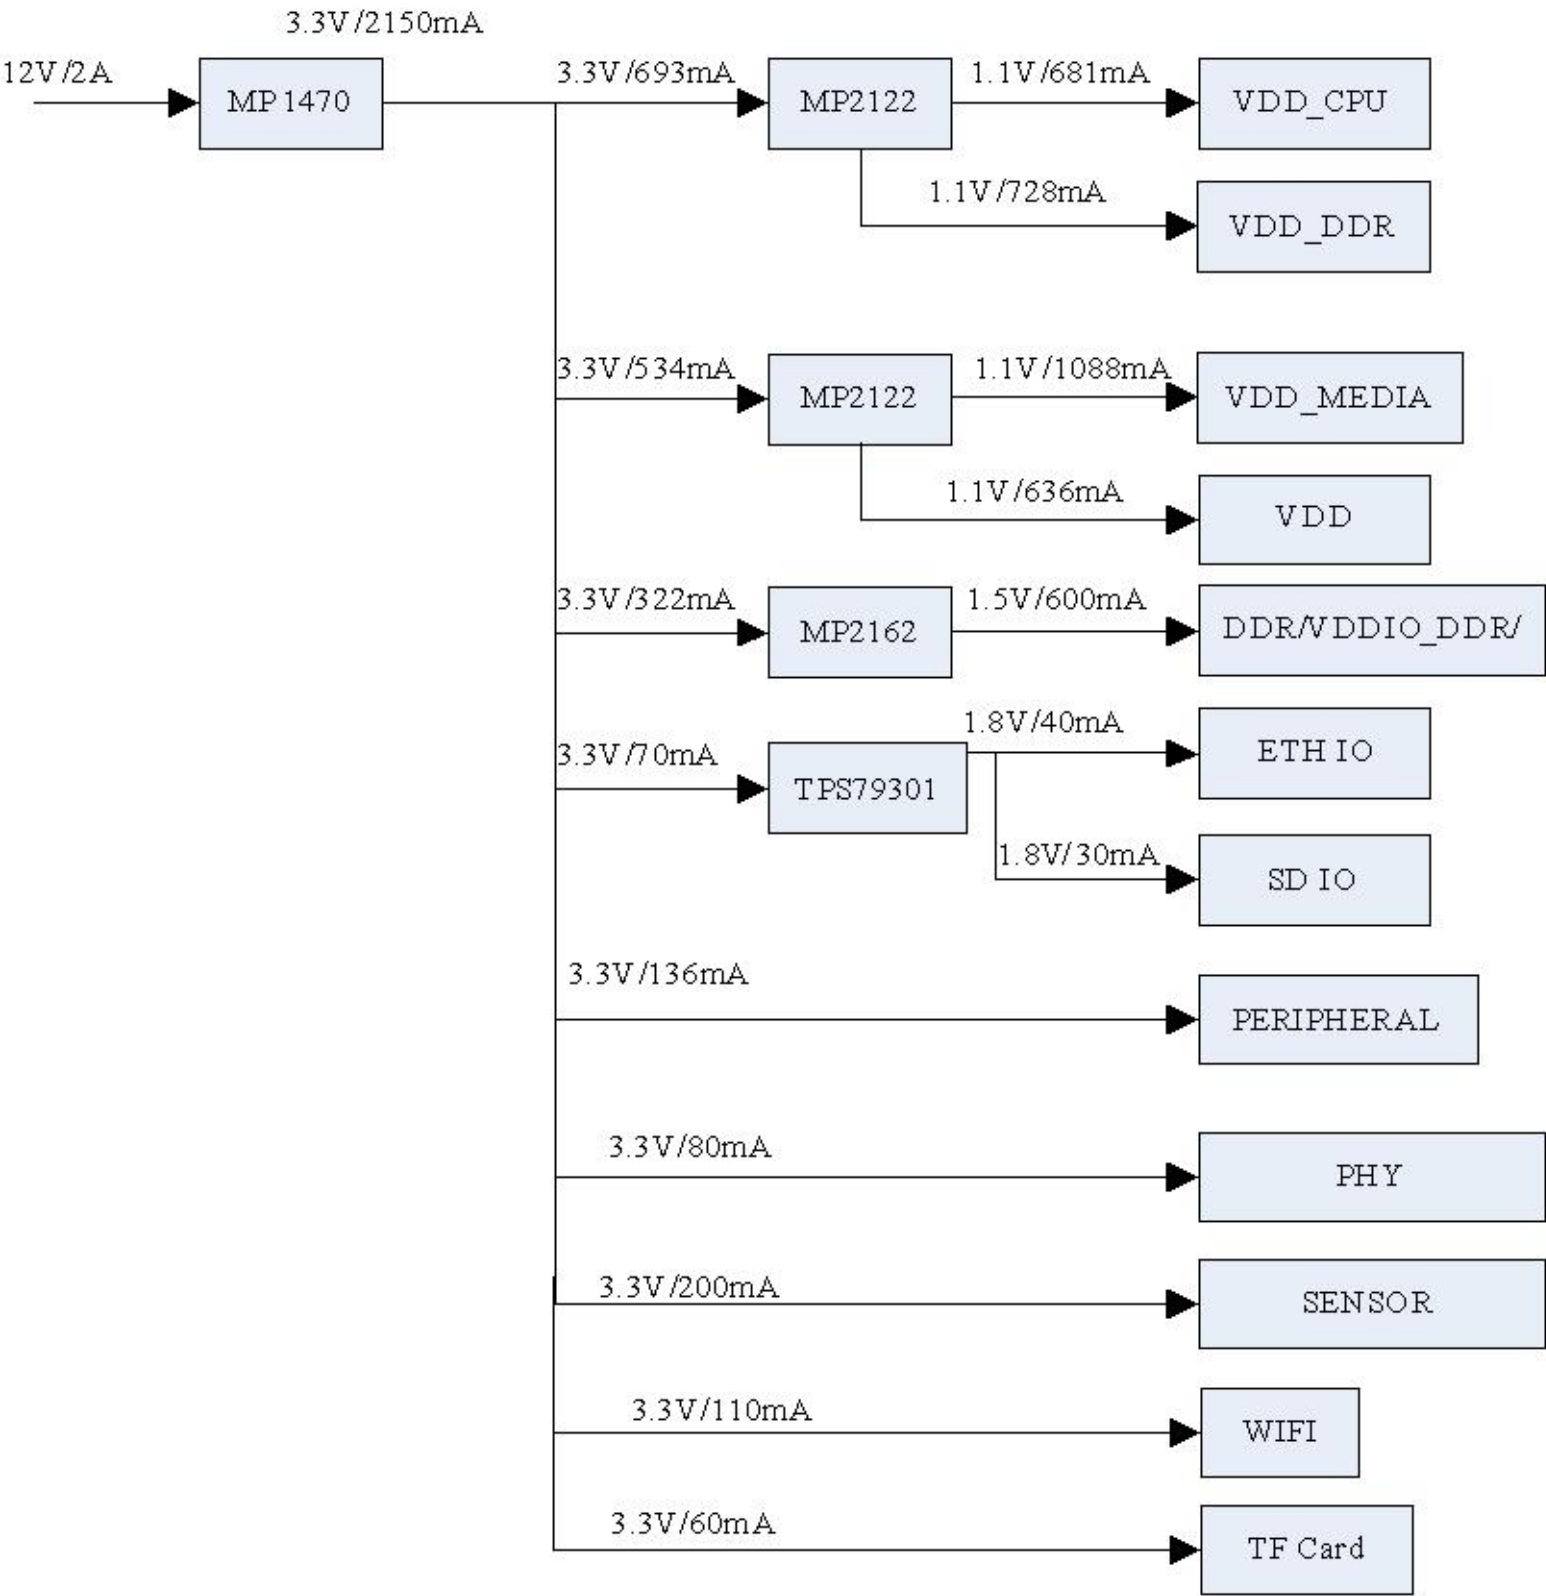 3.3V/2150mA
12V/2A
MP1470
3.3V/693mA
MP2122
1.1V/681mA
VDD_CPU
1.1V/728mA
VDD_DDR
3.3V/534mA
MP2122
1.1V/1088mA
VDD_MEDIA
1.1V/636mA
VDD
3.3V/322mA
MP2162
1.5V/600mA
DDR/VDDIO_DDR/
3.3V/70mA
TPS79301
1.8V/40mA
ETH IO
1.8V/30mA
SD IO
3.3V/136mA
PERIPHERAL
3.3V/80mA
PHY
3.3V/200mA
SENSOR
3.3V/110mA
WIFI
3.3V/60mA
TF Card